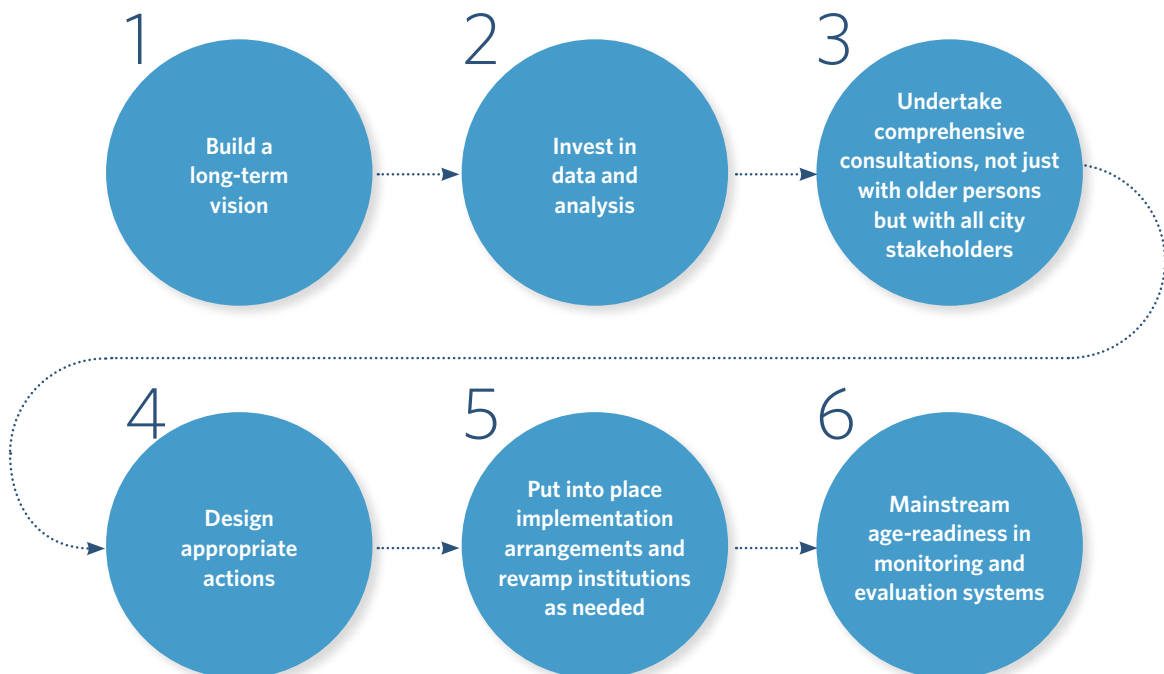 1
Build a
long-term
vision
2
Invest in
data and
analysis
3
Undertake
comprehensive
consultations, not just
with older persons
but with all city
stakeholders
4
Design
appropriate
actions
5
Put into place
implementation
arrangements and
revamp institutions
as needed
6
Mainstream
age-readiness in
monitoring and
evaluation systems